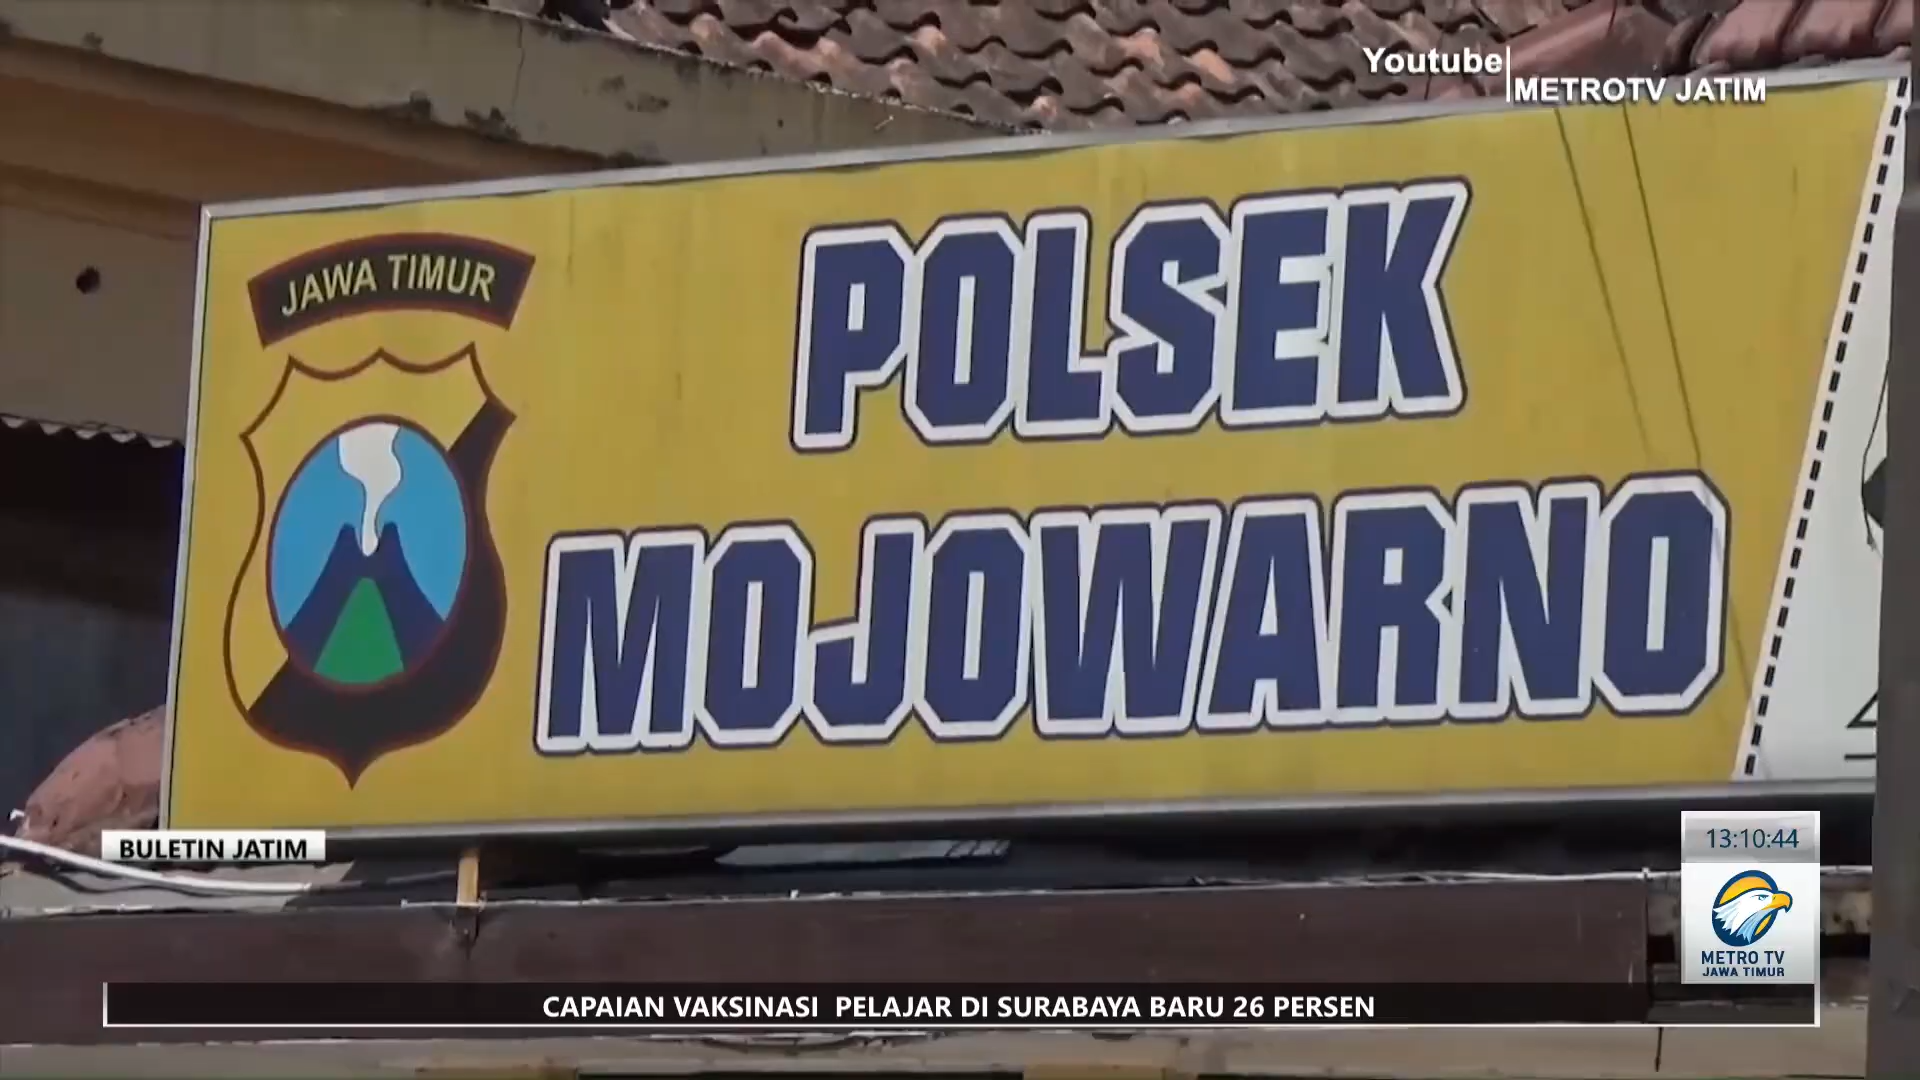 Youtube
METROTV JATIM
JAWA TIMUR
POLSEK
MOJOWARNO
BULETIN JATIM
13:10:44
METRO TV
JAWA TIMUR
CAPAIAN VAKSINASI PELAJAR DI SURABAYA BARU 26 PERSEN